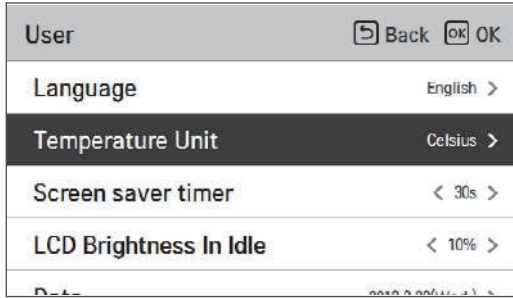 User Back OK OK
Language English >
Temperature Unit Celsius >
Screen saver timer < 30s >
LCD Brightness In Idle < 10% >